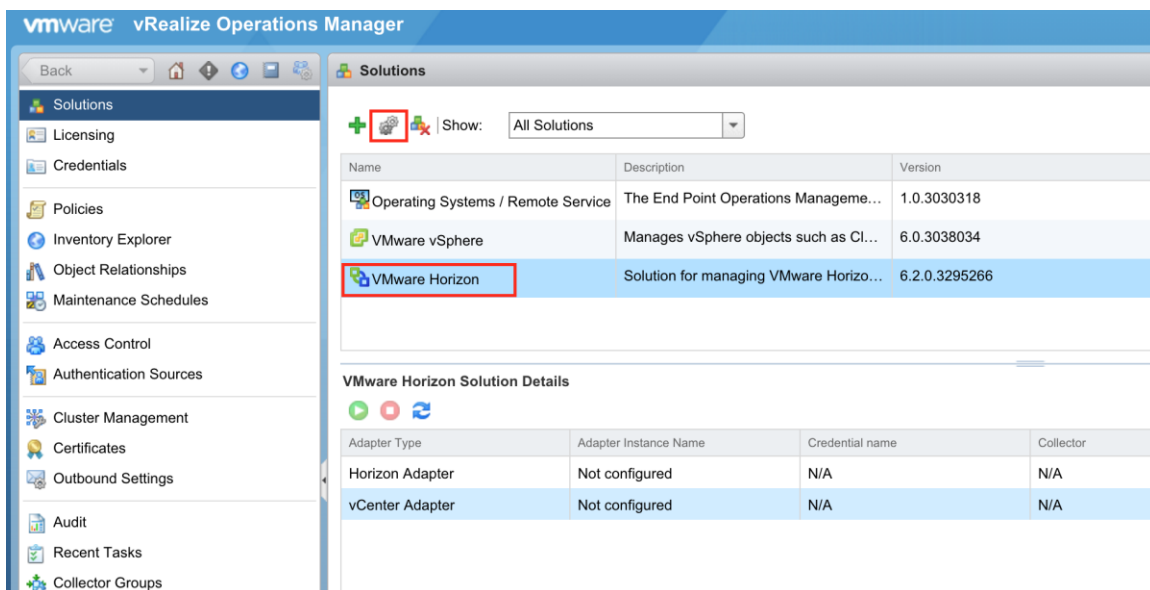 vmware vRealize Operations Manager
Back
Solutions
Licensing
Credentials
Policies
Inventory Explorer
Object Relationships
Maintenance Schedules
Access Control
Authentication Sources
Cluster Management
Certificates
Outbound Settings
Audit
Recent Tasks
Collector Groups
Solutions
Show: All Solutions
Name Description Version
Operating Systems / Remote Service The End Point Operations Manageme... 1.0.3030318
VMware vSphere Manages vSphere objects such as Cl... 6.0.3038034
VMware Horizon Solution for managing VMware Horizo... 6.2.0.3295266
VMware Horizon Solution Details
Adapter Type Adapter Instance Name Credential name Collector
Horizon Adapter Not configured N/A N/A
vCenter Adapter Not configured N/A N/A